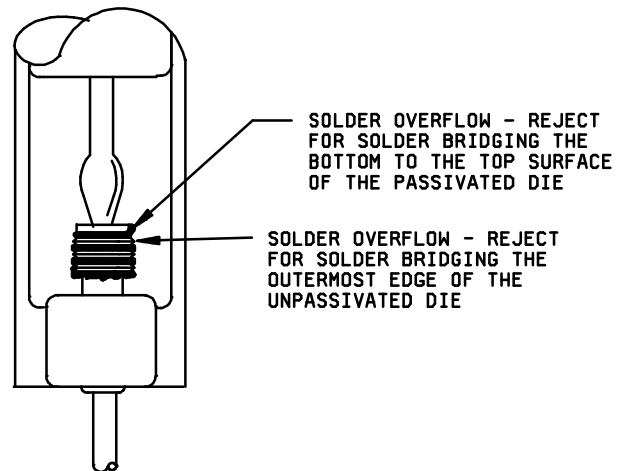 SOLDER OVERFLOW - REJECT
FOR SOLDER BRIDGING THE
BOTTOM TO THE TOP SURFACE
OF THE PASSIVATED DIE
SOLDER OVERFLOW - REJECT
FOR SOLDER BRIDGING THE
OUTERMOST EDGE OF THE
UNPASSIVATED DIE